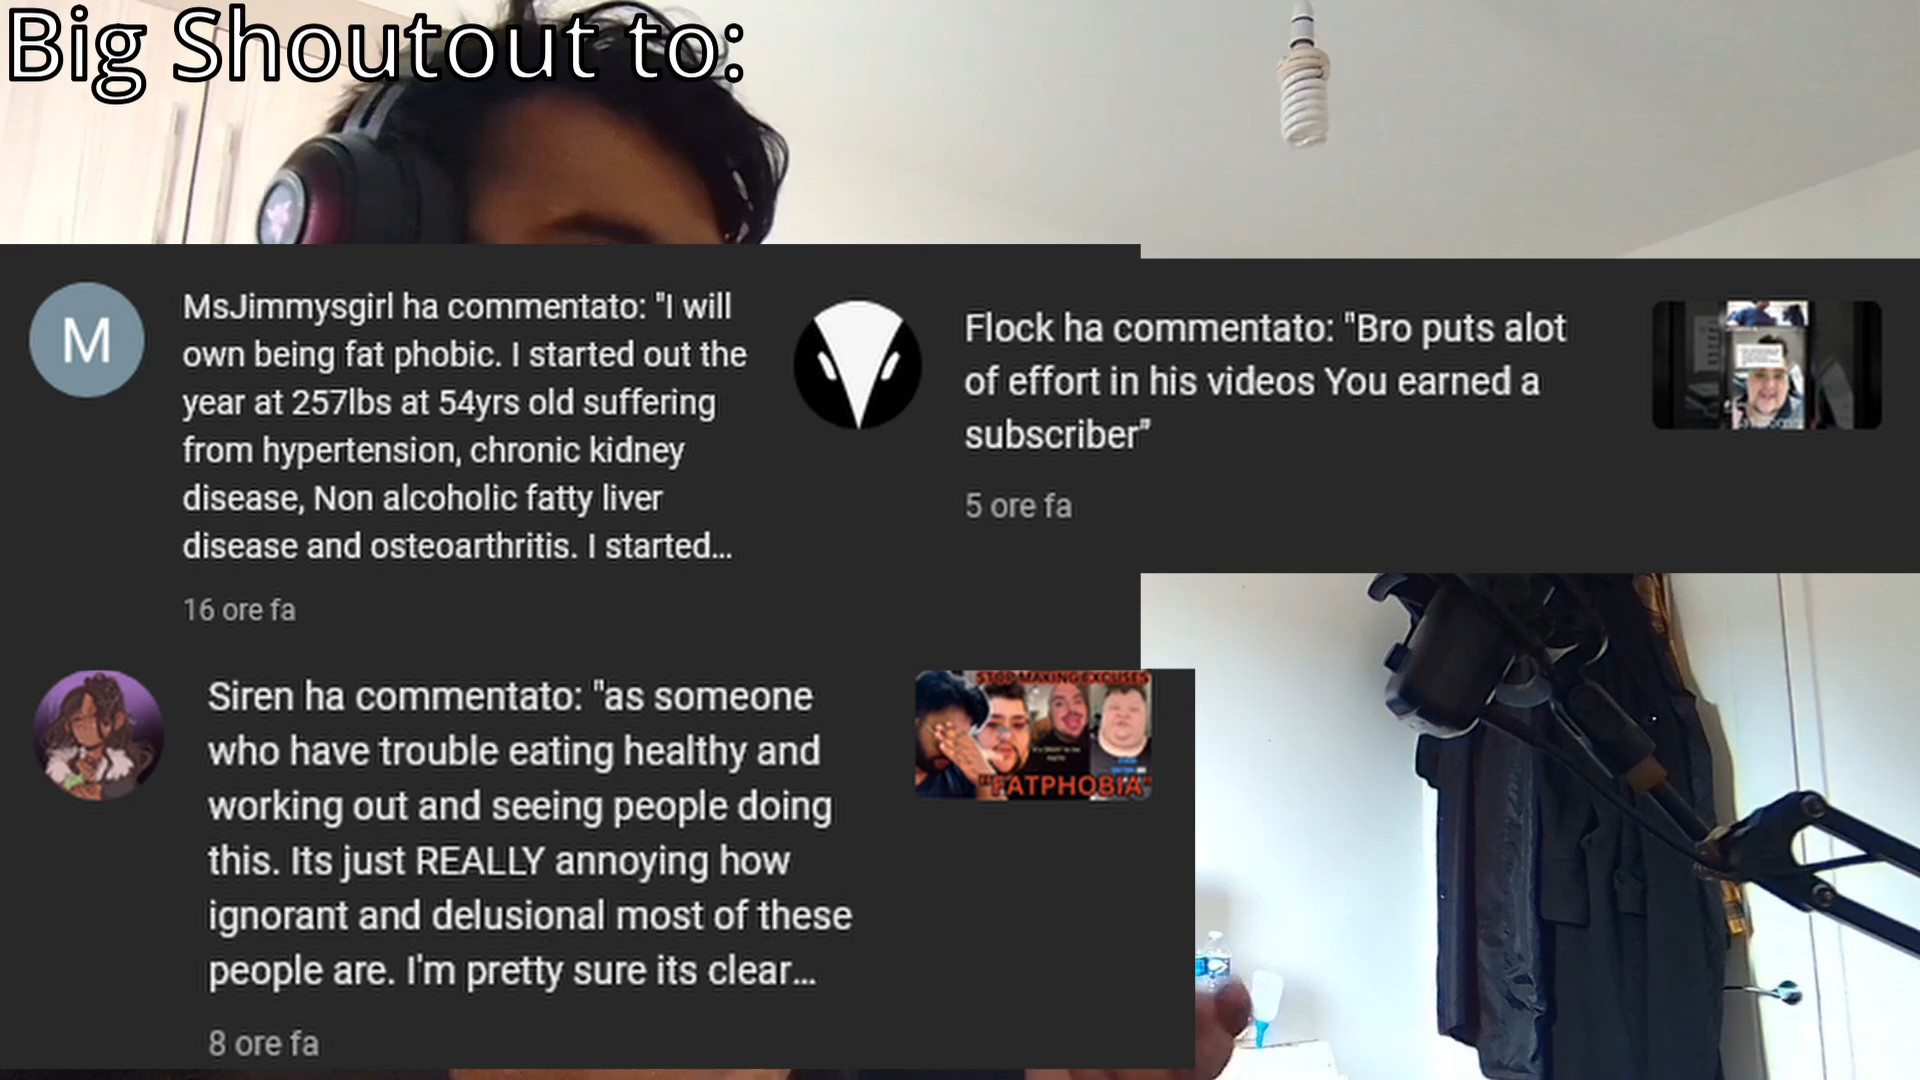 Big Shoutout to:
M
MsJimmysgirl ha commentato: "I will
own being fat phobic. I started out the
year at 257lbs at 54yrs old suffering
from hypertension, chronic kidney
disease, Non alcoholic fatty liver
disease and osteoarthritis. I started...
16 ore fa
Flock ha commentato: "Bro puts alot
of effort in his videos You earned a
subscriber"
5 ore fa
Siren ha commentato: "as someone
who have trouble eating healthy and
working out and seeing people doing
this. Its just REALLY annoying how
ignorant and delusional most of these
people are. I'm pretty sure its clear...
8 ore fa
STOP MAKING EXCUSES
"FATPHOBIA"